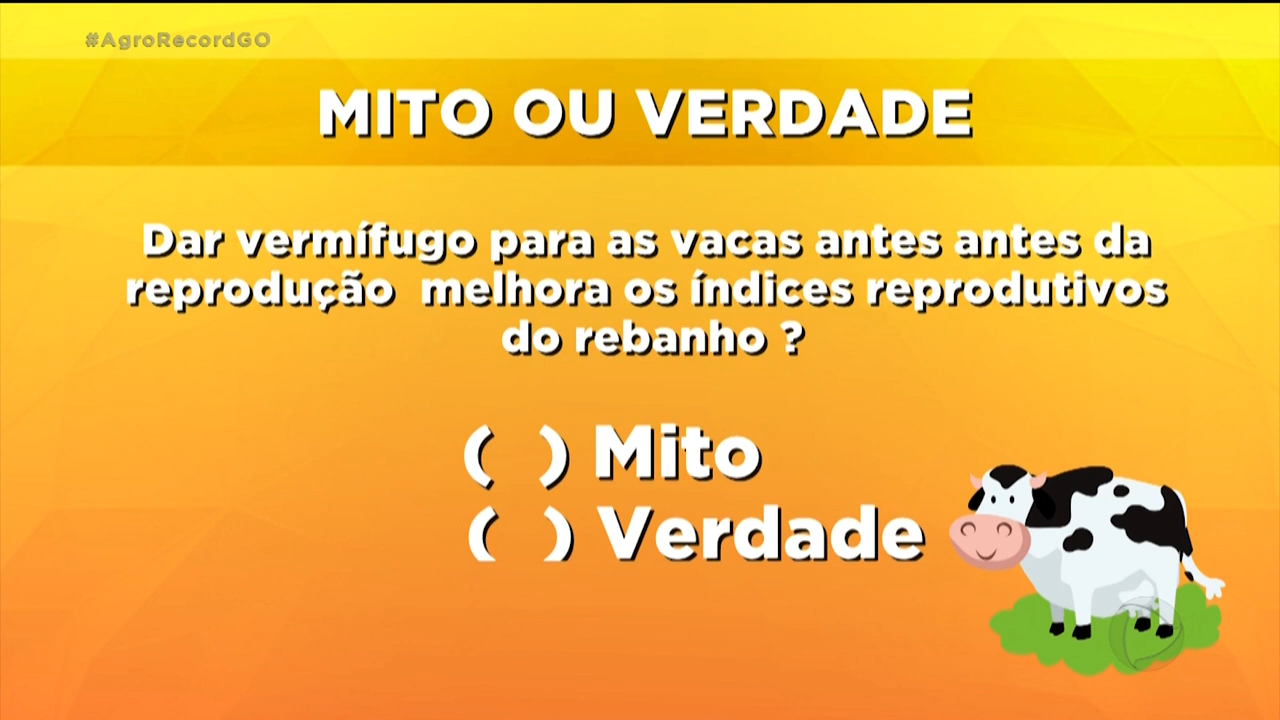 #AgroRecordGO
MITO OU VERDADE
Dar vermífugo para as vacas antes antes da
reprodução melhora os índices reprodutivos
do rebanho ?
( ) Mito
( ) Verdade